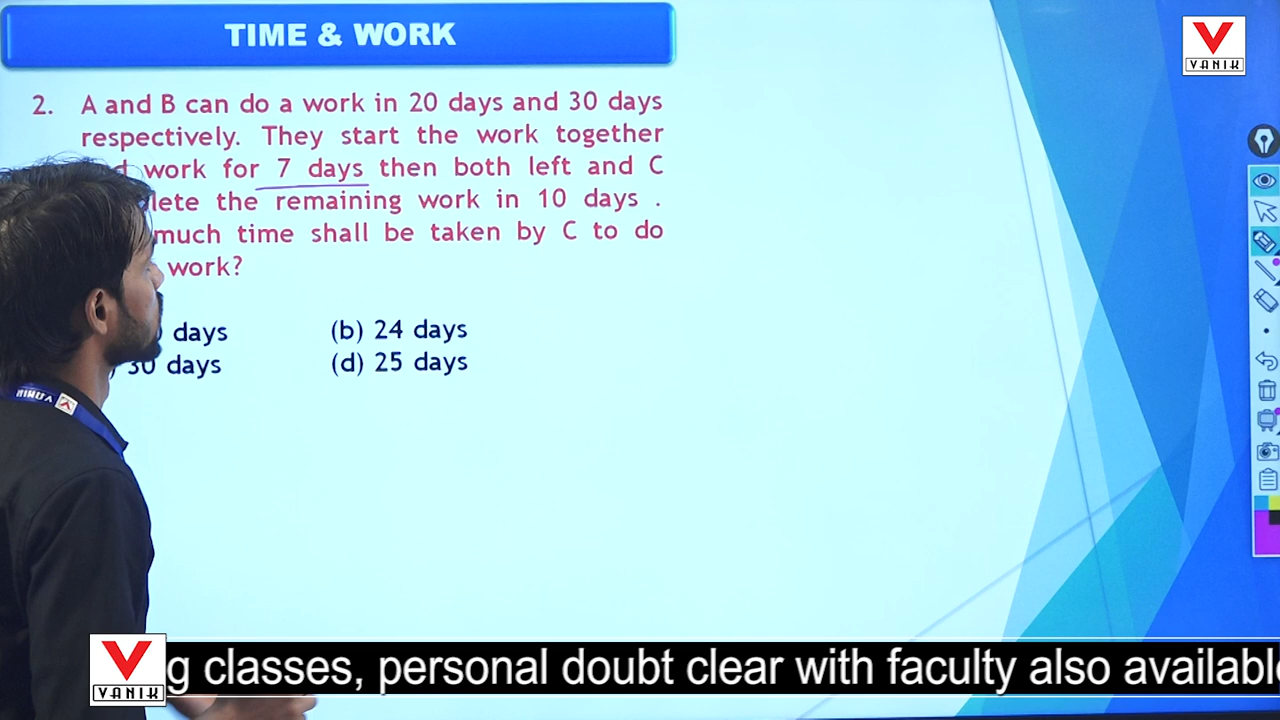 TIME & WORK
VANIK
2. A and B can do a work in 20 days and 30 days
respectively. They start the work together
work for 7 days then both left and C
the remaining work in 10 days .
much time shall be taken by C to do
work?
days (b) 24 days
30 days (d) 25 days
VANIK
classes, personal doubt clear with faculty also
VANIK